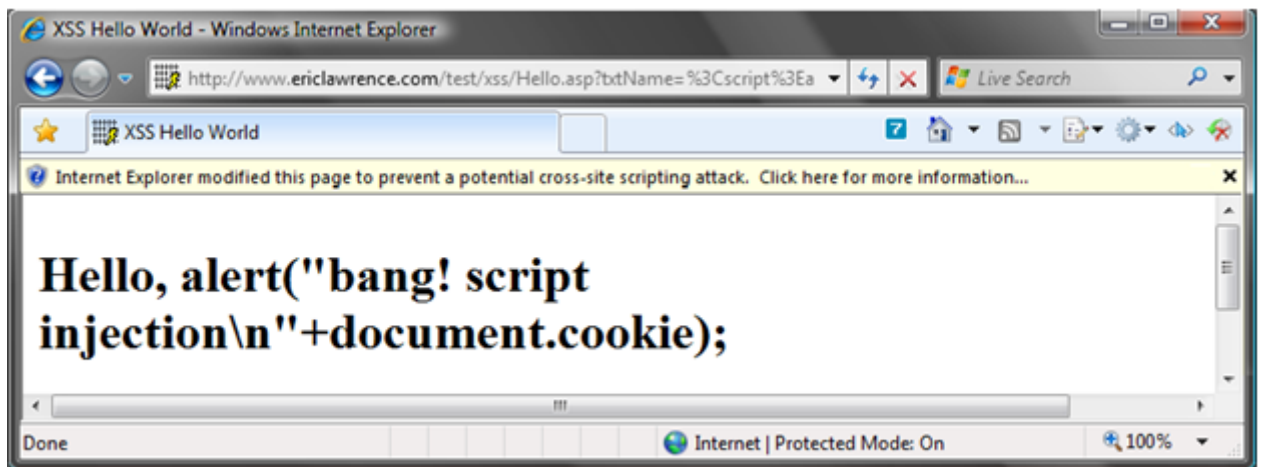 XSS Hello World - Windows Internet Explorer
http://www.ericlawrence.com/test/xss/Hello.asp?txtName=%3Cscript%3Ea
Live Search
XSS Hello World
Internet Explorer modified this page to prevent a potential cross-site scripting attack. Click here for more information...
Hello, alert("bang! script
injection\n"+document.cookie);
Done
Internet | Protected Mode: On
100%